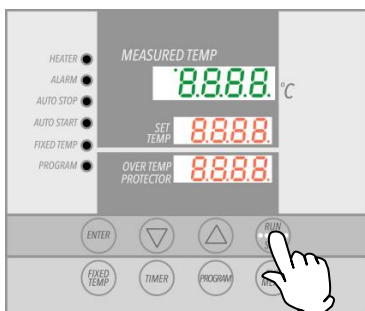 HEATER
ALARM
AUTO STOP
AUTO START
FIXED TEMP
PROGRAM
MEASURED TEMP
8.8.8.8.
°C
SET
TEMP
8.8.8.8.
OVER TEMP
PROTECTOR
8.8.8.8.
ENTER
RUN
FIXED
TEMP
TIMER
PROGRAM